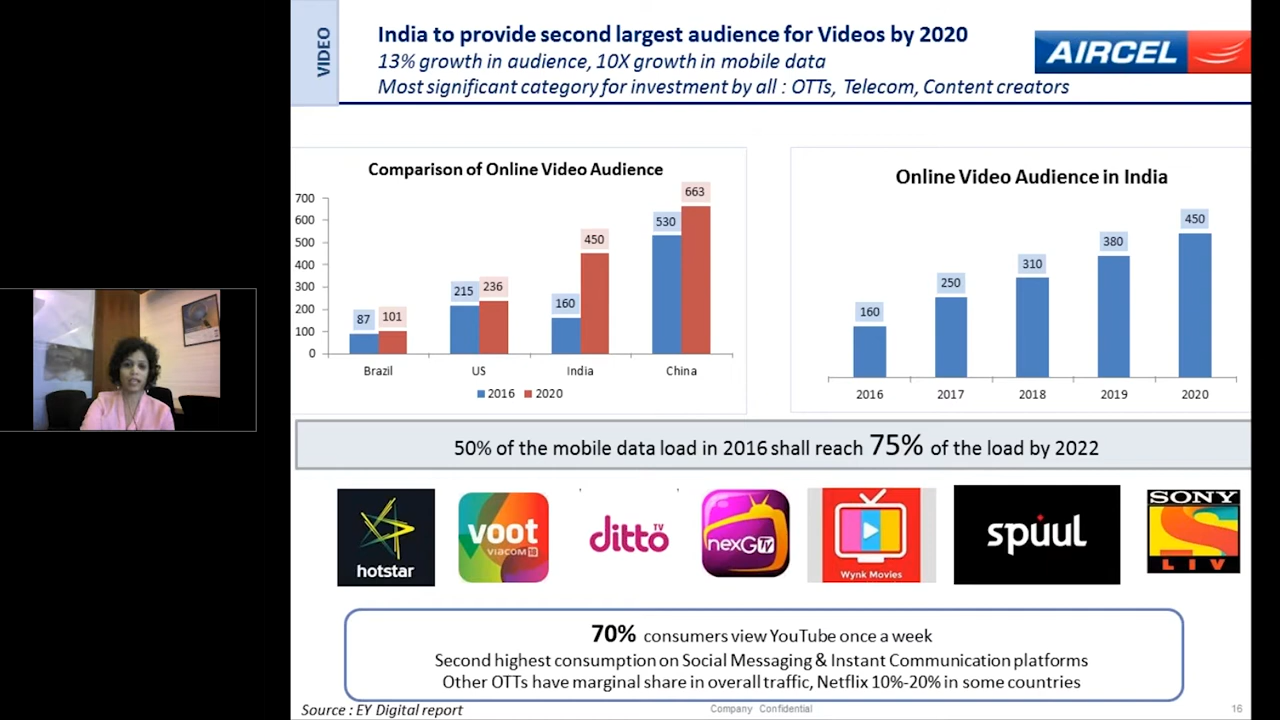 VIDEO
India to provide second largest audience for Videos by 2020
13% growth in audience, 10X growth in mobile data
Most significant category for investment by all : OTTs, Telecom, Content creators
AIRCEL
Comparison of Online Video Audience
700
600
500
400
300
200
100
0
87
101
215
236
160
450
530
663
Brazil
US
India
China
2016
2020
Online Video Audience in India
160
250
310
380
450
2016
2017
2018
2019
2020
50% of the mobile data load in 2016 shall reach 75% of the load by 2022
hotstar
voot
VIACOM 18
ditto TV
nexGTv
Wynk Movies
spuul
SONY
LIV
70% consumers view YouTube once a week
Second highest consumption on Social Messaging & Instant Communication platforms
Other OTTs have marginal share in overall traffic, Netflix 10%-20% in some countries
Source : EY Digital report
Company Confidential
16